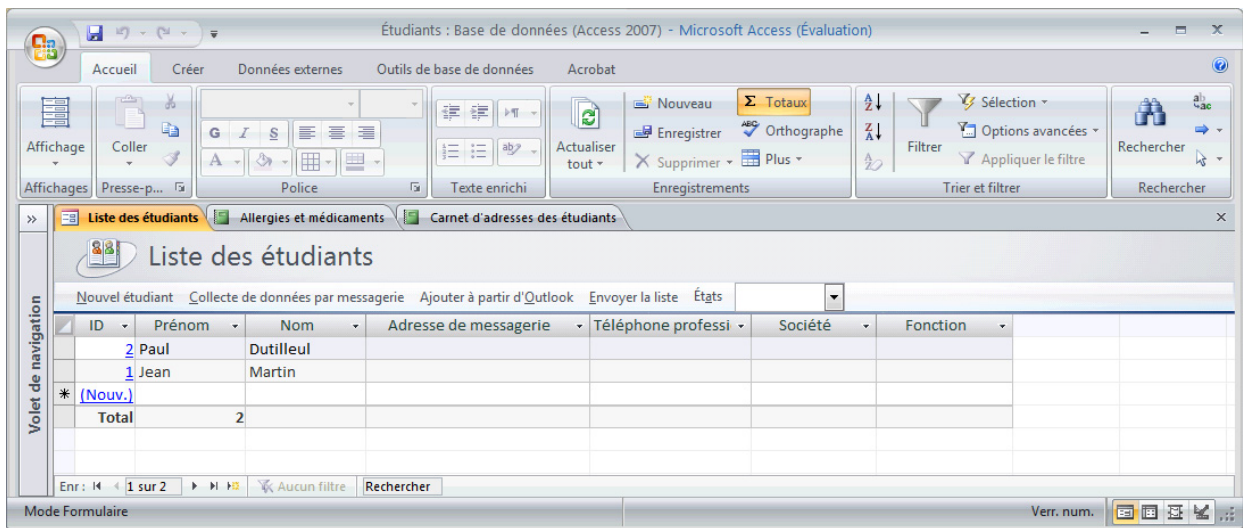 Étudiants : Base de données (Access 2007) - Microsoft Access (Évaluation)
Accueil Créer Données externes Outils de base de données Acrobat
Affichage Coller G I S A Actualiser tout Nouveau Enregistrer Supprimer Σ Totaux ABC Orthographe Plus Filtrer Sélection Options avancées Appliquer le filtre Rechercher
Affichages Presse-p... Police Texte enrichi Enregistrements Trier et filtrer Rechercher
Liste des étudiants Allergies et médicaments Carnet d'adresses des étudiants
Liste des étudiants
Nouvel étudiant Collecte de données par messagerie Ajouter à partir d'Outlook Envoyer la liste États
ID Prénom Nom Adresse de messagerie Téléphone professi Société Fonction
2 Paul Dutilleul
1 Jean Martin
(Nouv.)
Total 2
Volet de navigation
Enr : 1 sur 2 Aucun filtre Rechercher
Mode Formulaire Verr. num.